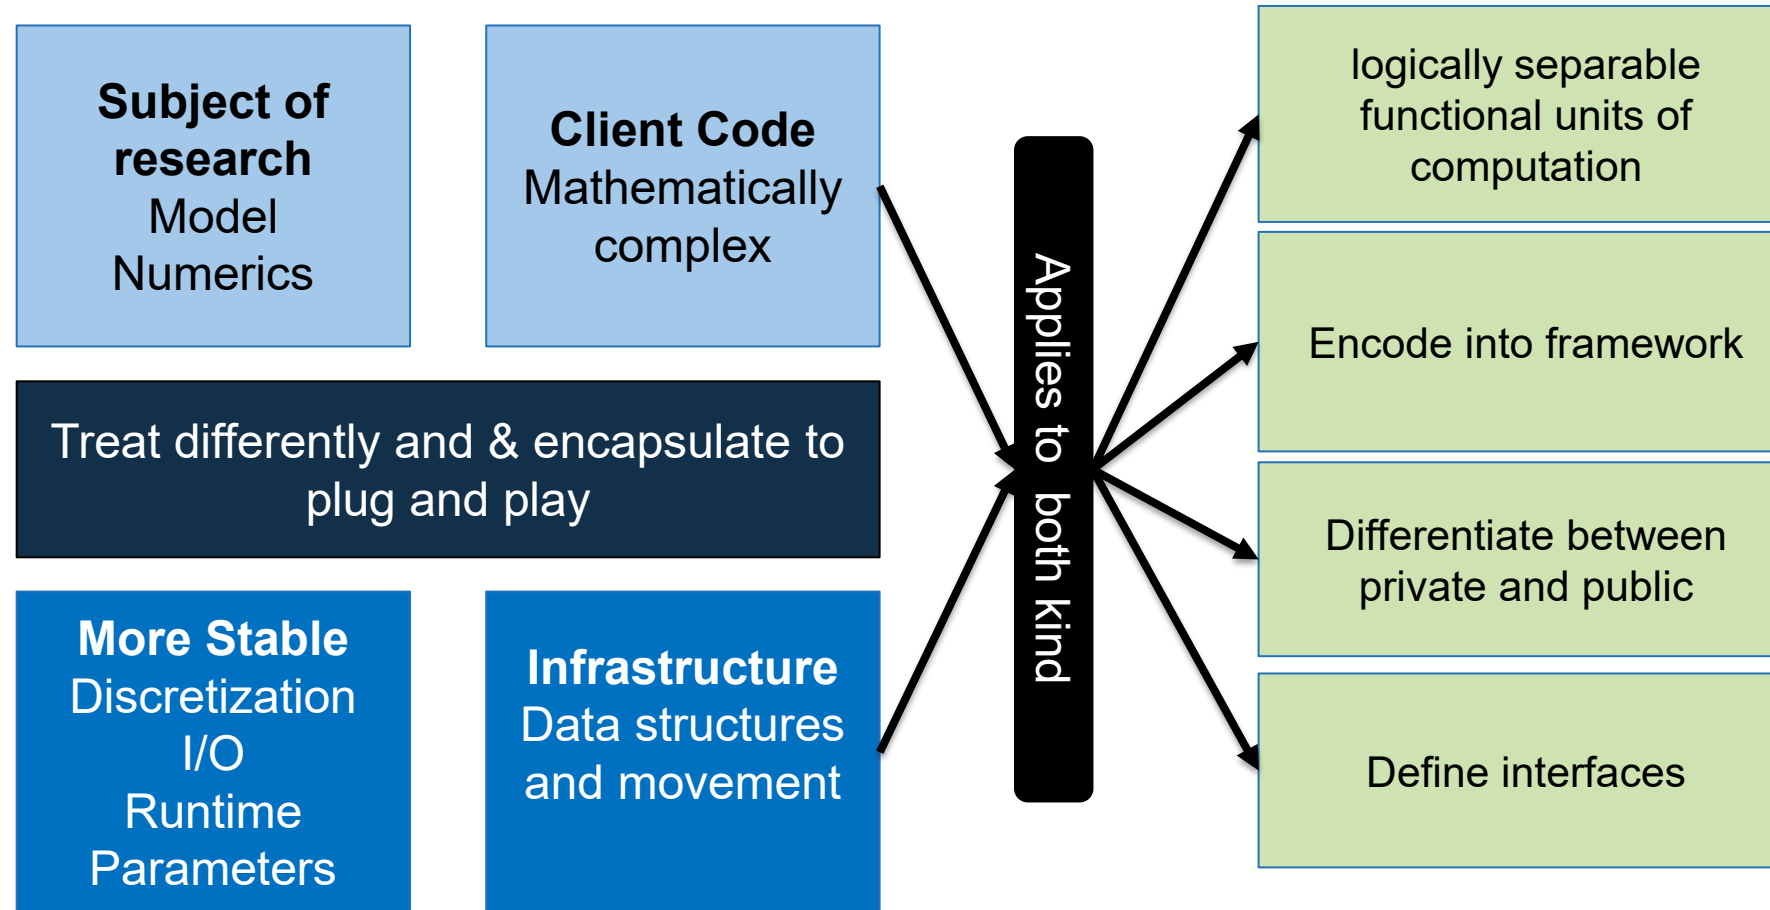 Subject of
research
Model
Numerics
Client Code
Mathematically
complex
Treat differently and & encapsulate to
plug and play
More Stable
Discretization
I/O
Runtime
Parameters
Infrastructure
Data structures
and movement
Applies to both kind
logically separable
functional units of
computation
Encode into framework
Differentiate between
private and public
Define interfaces